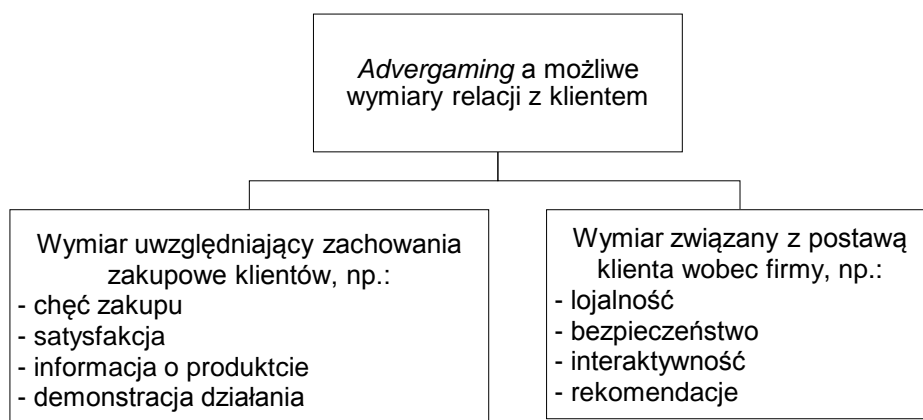 Advergaming a możliwe
wymiary relacji z klientem
Wymiar uwzględniający zachowania
zakupowe klientów, np.:
- chęć zakupu
- satysfakcja
- informacja o produktcie
- demonstracja działania
Wymiar związany z postawą
klienta wobec firmy, np.:
- lojalność
- bezpieczeństwo
- interaktywność
- rekomendacje